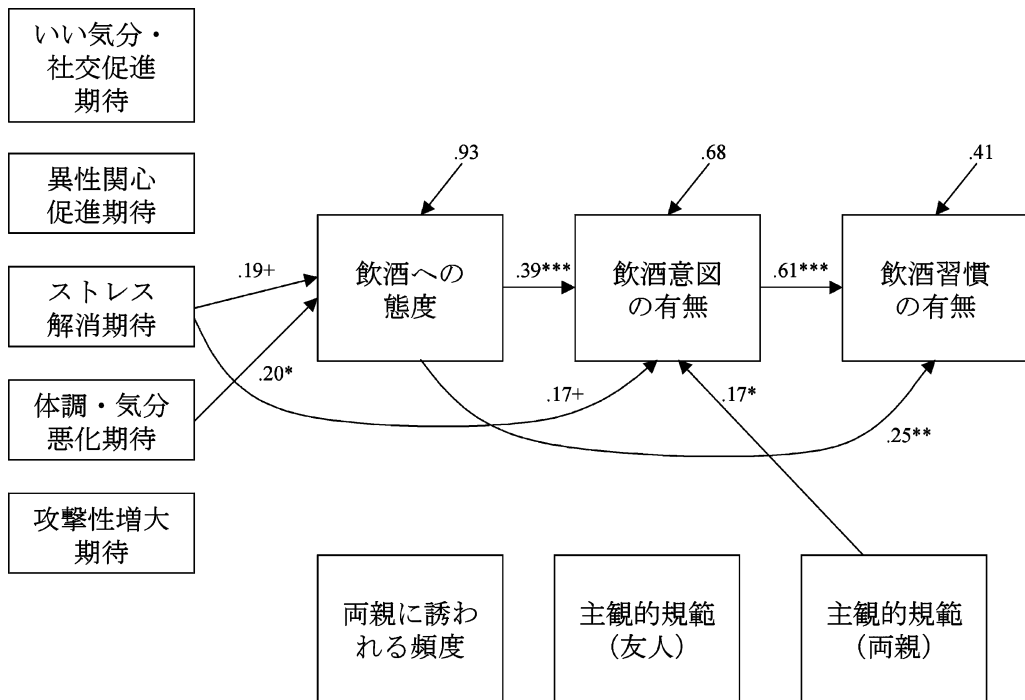 いい気分・
社交促進
期待
異性関心
促進期待
ストレス
解消期待
体調・気分
悪化期待
攻撃性増大
期待
.93
.68
.41
.19+
.20*
飲酒への
態度
.39***
飲酒意図
の有無
.61***
飲酒習慣
の有無
.17+
.17*
.25**
両親に誘わ
れる頻度
主観的規範
(友人)
主観的規範
(両親)